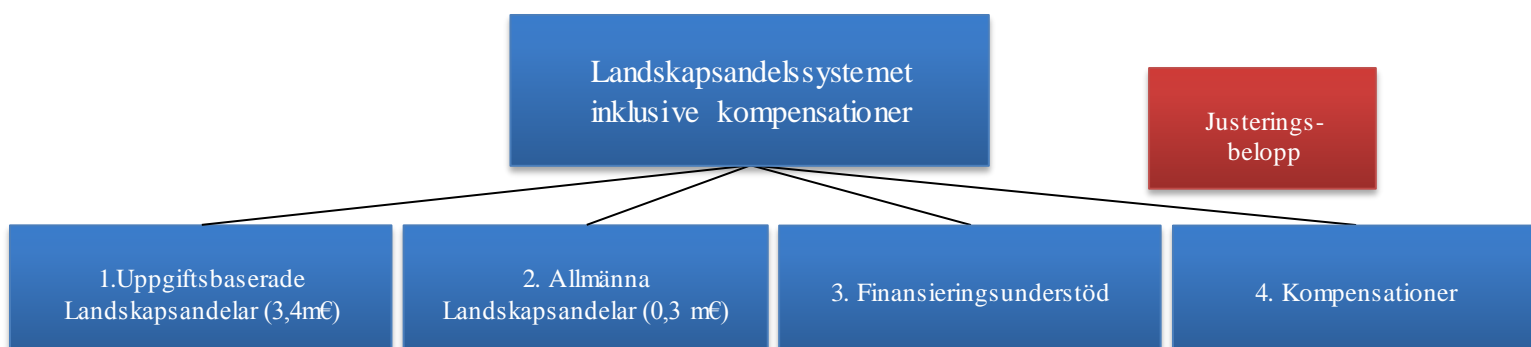 Landskapsandelssystemet
inklusive kompensationer
Justerings-
belopp
1.Uppgiftsbaserade
Landskapsandelar (3,4m€)
2. Allmänna
Landskapsandelar (0,3 m€)
3. Finansieringsunderstöd
4. Kompensationer